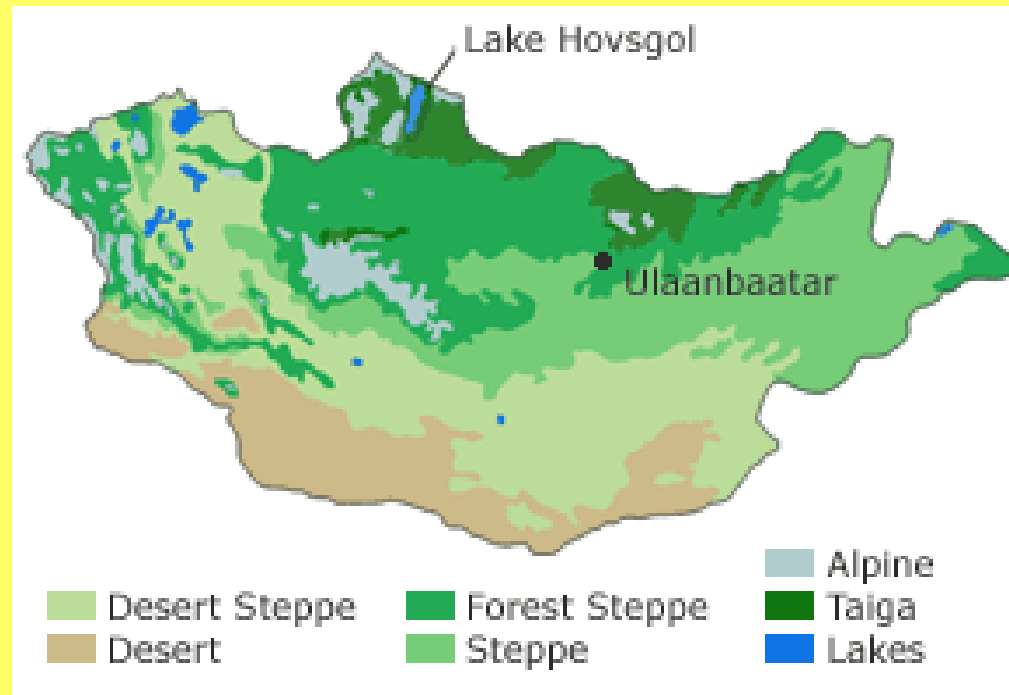 Lake Hovsgol
Ulaanbaatar
Alpine
Desert Steppe Forest Steppe Taiga
Desert Steppe Lakes